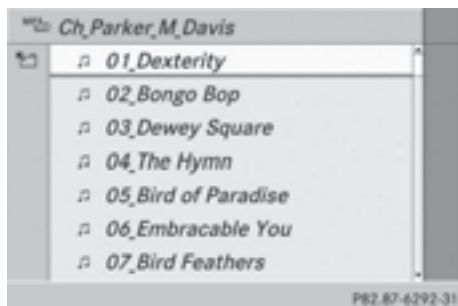 MP3 Ch_Parker_M_Davis
01_Dexterity
02_Bongo Bop
03_Dewey Square
04_The Hymn
05_Bird of Paradise
06_Embracable You
07_Bird Feathers
P82.87-6292-31